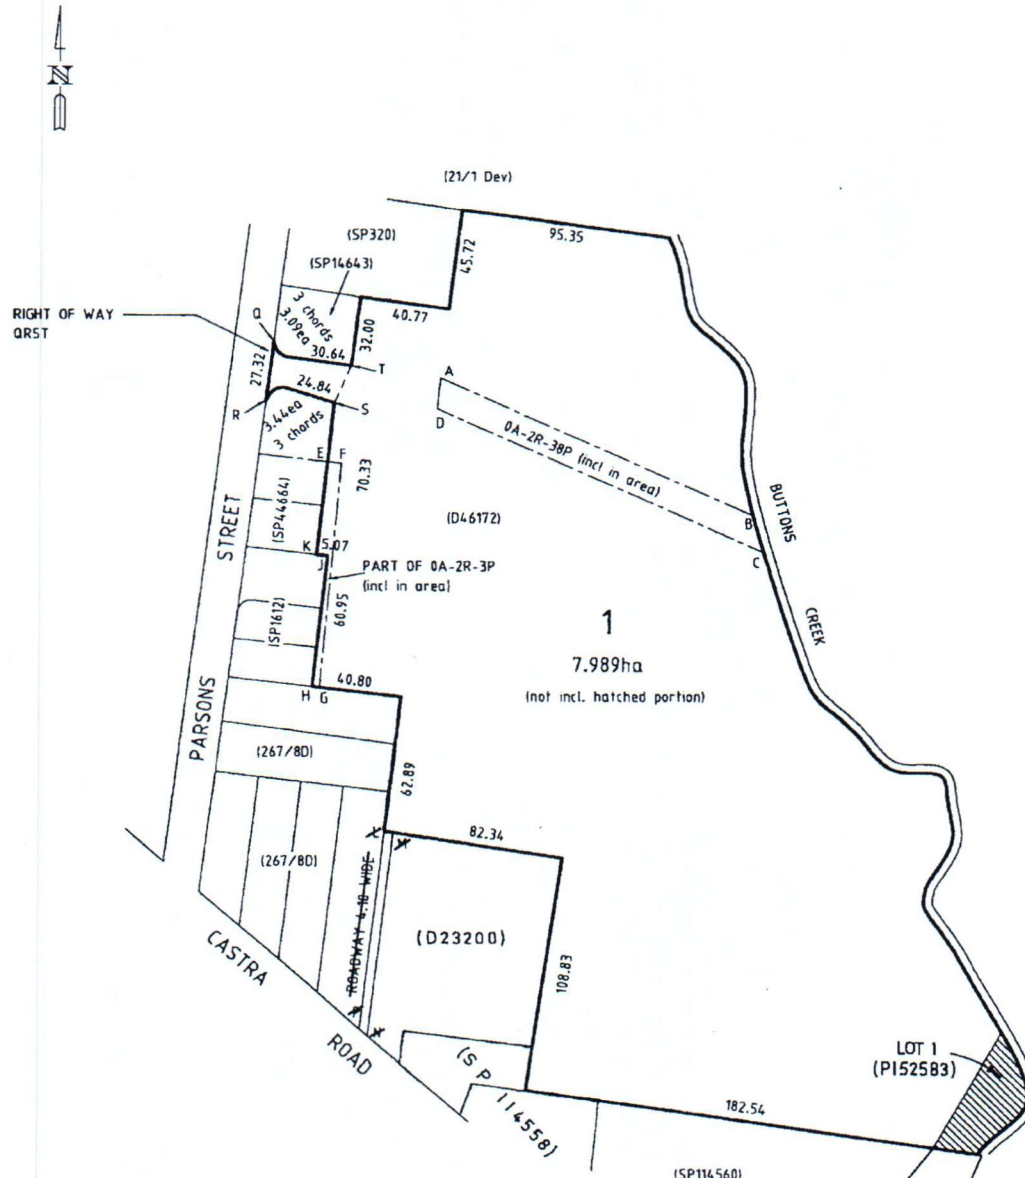 N
(21/1 Dev)
95.35
(SP320)
45.72
(SP14643)
RIGHT OF WAY
QRST
Q
3 chords
3.09ea
40.77
32.00
30.64
T
27.32
24.84
A
R
S
D
3.44ea
3 chords
0A-2R-38P (incl in area)
E
F
70.33
BUTTONS
B
(SP44664)
(D46172)
STREET
C
K
5.07
J
PART OF 0A-2R-3P
(incl in area)
60.95
CREEK
(SP1612)
1
7.989ha
(not incl. hatched portion)
40.80
H
G
PARSONS
(267/8D)
62.89
82.34
(267/8D)
ROADWAY 4.10 WIDE
(D23200)
CASTRA
108.83
ROAD
LOT 1
(P152583)
(SP 114558)
182.54
(SP114560)